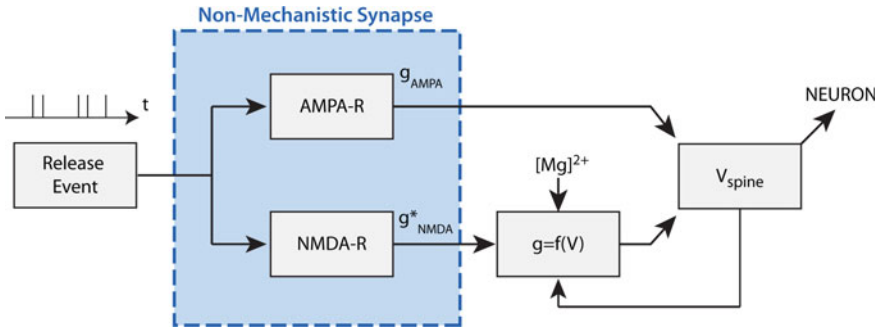 Non-Mechanistic Synapse
t
Release
Event
AMPA-R
g_AMPA
NMDA-R
g*_NMDA
[Mg]²⁺
g=f(V)
V_spine
NEURON